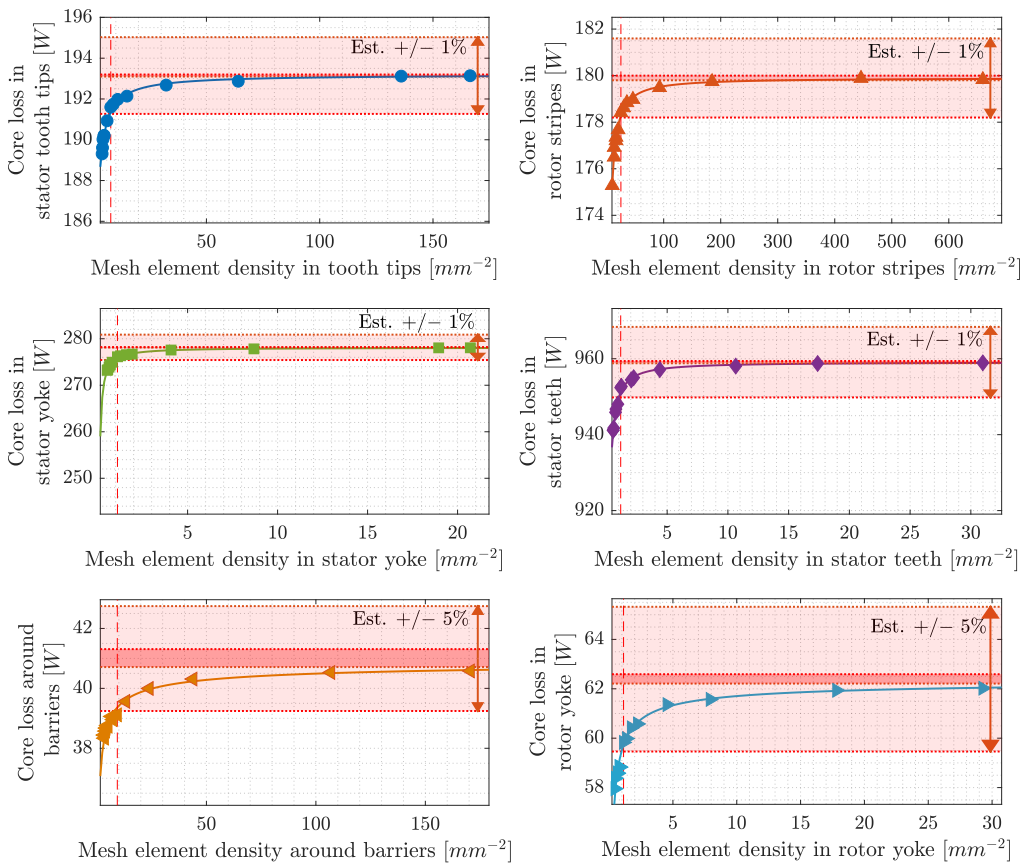 Core loss in
stator tooth tips [W]
196
194
192
190
188
186
Est. +/− 1%
50
100
150
Mesh element density in tooth tips [mm⁻²]
Core loss in
rotor stripes [W]
182
180
178
176
174
Est. +/− 1%
100
200
300
400
500
600
Mesh element density in rotor stripes [mm⁻²]
Core loss in
stator yoke [W]
280
270
260
250
Est. +/− 1%
5
10
15
20
Mesh element density in stator yoke [mm⁻²]
Core loss in
stator teeth [W]
960
940
920
Est. +/− 1%
5
10
15
20
25
30
Mesh element density in stator teeth [mm⁻²]
Core loss around
barriers [W]
42
40
38
Est. +/− 5%
50
100
150
Mesh element density around barriers [mm⁻²]
Core loss in
rotor yoke [W]
64
62
60
58
Est. +/− 5%
5
10
15
20
25
30
Mesh element density in rotor yoke [mm⁻²]